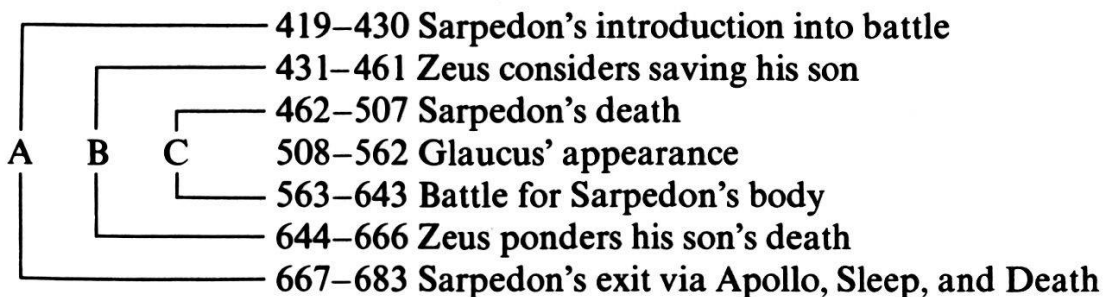 419–430 Sarpedon's introduction into battle
431–461 Zeus considers saving his son
462–507 Sarpedon's death
A B C 508–562 Glaucus' appearance
563–643 Battle for Sarpedon's body
644–666 Zeus ponders his son's death
667–683 Sarpedon's exit via Apollo, Sleep, and Death